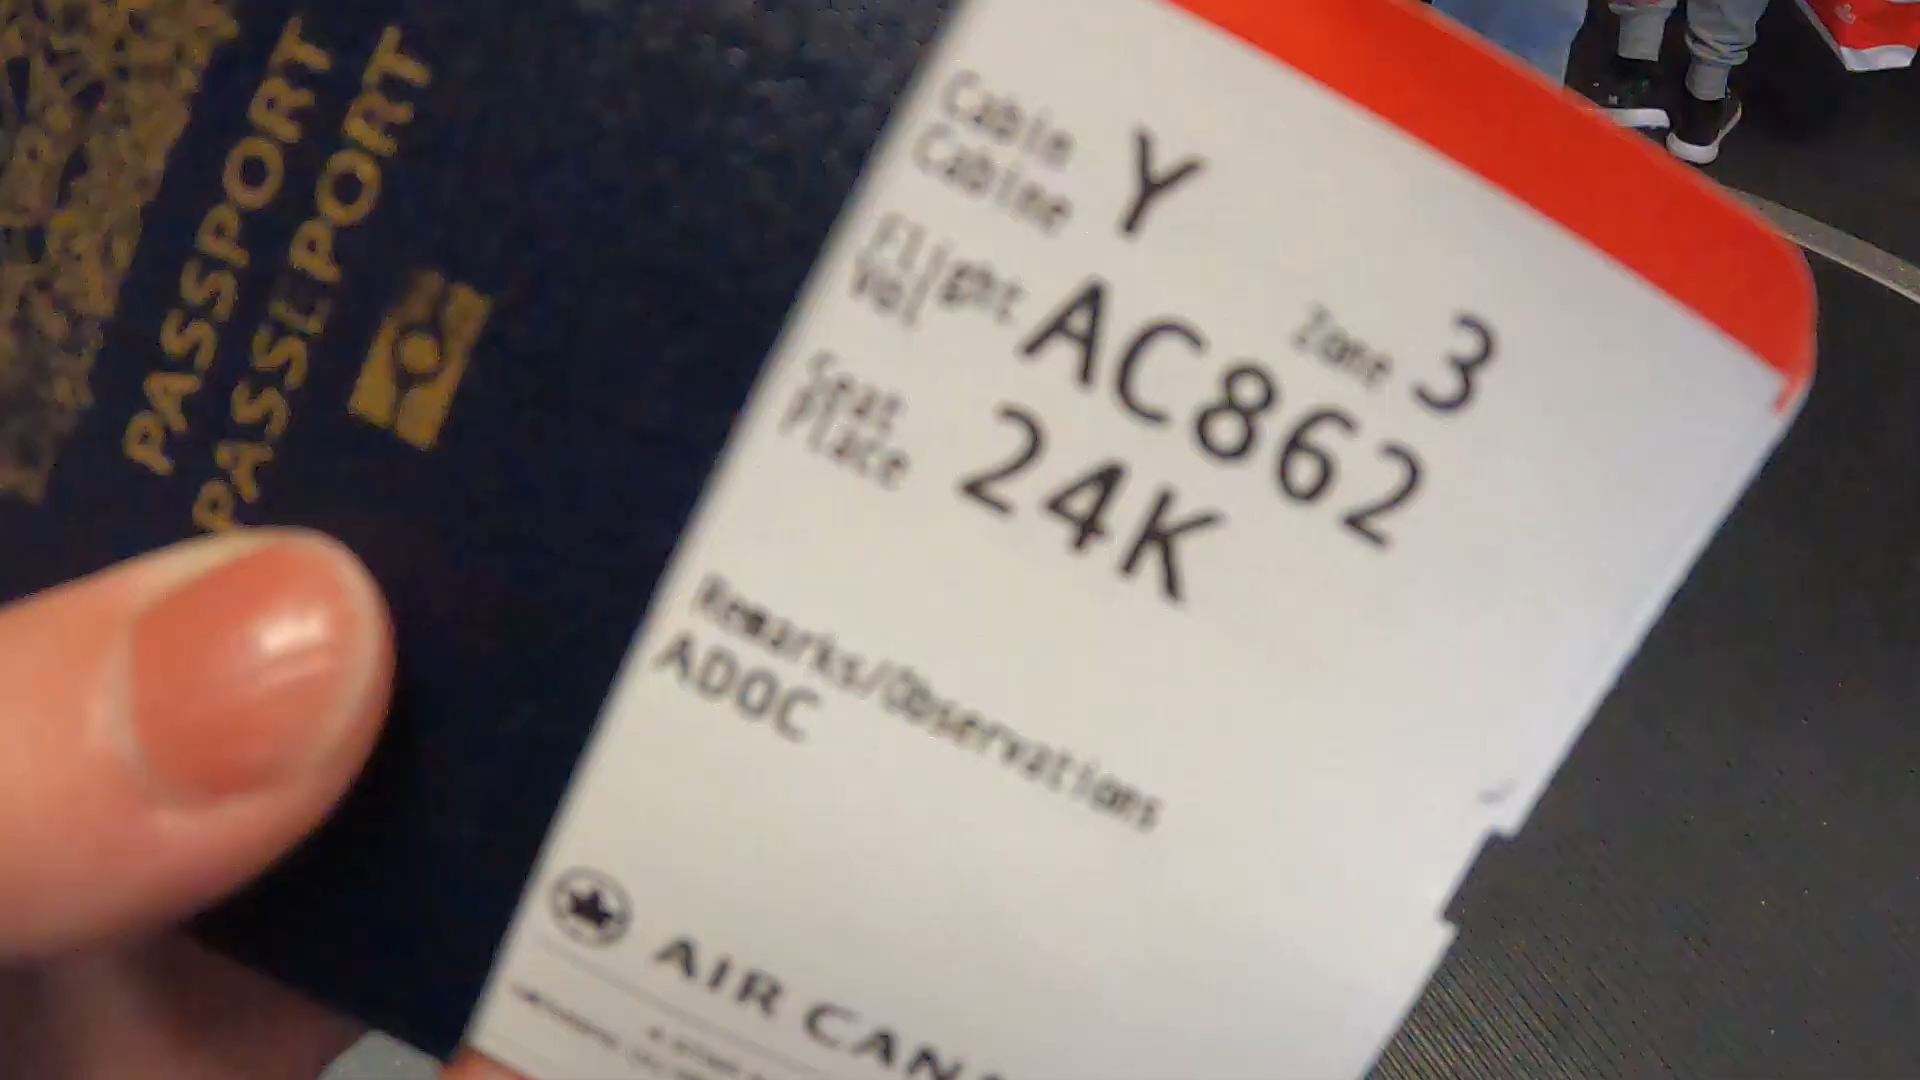 PASSPORT
PASSEPORT
Cabin
Cabine
Y
Flight
Vol
AC862
Zone 3
Seat
Place
24K
Remarks/Observations
ADOC
AIR CAN